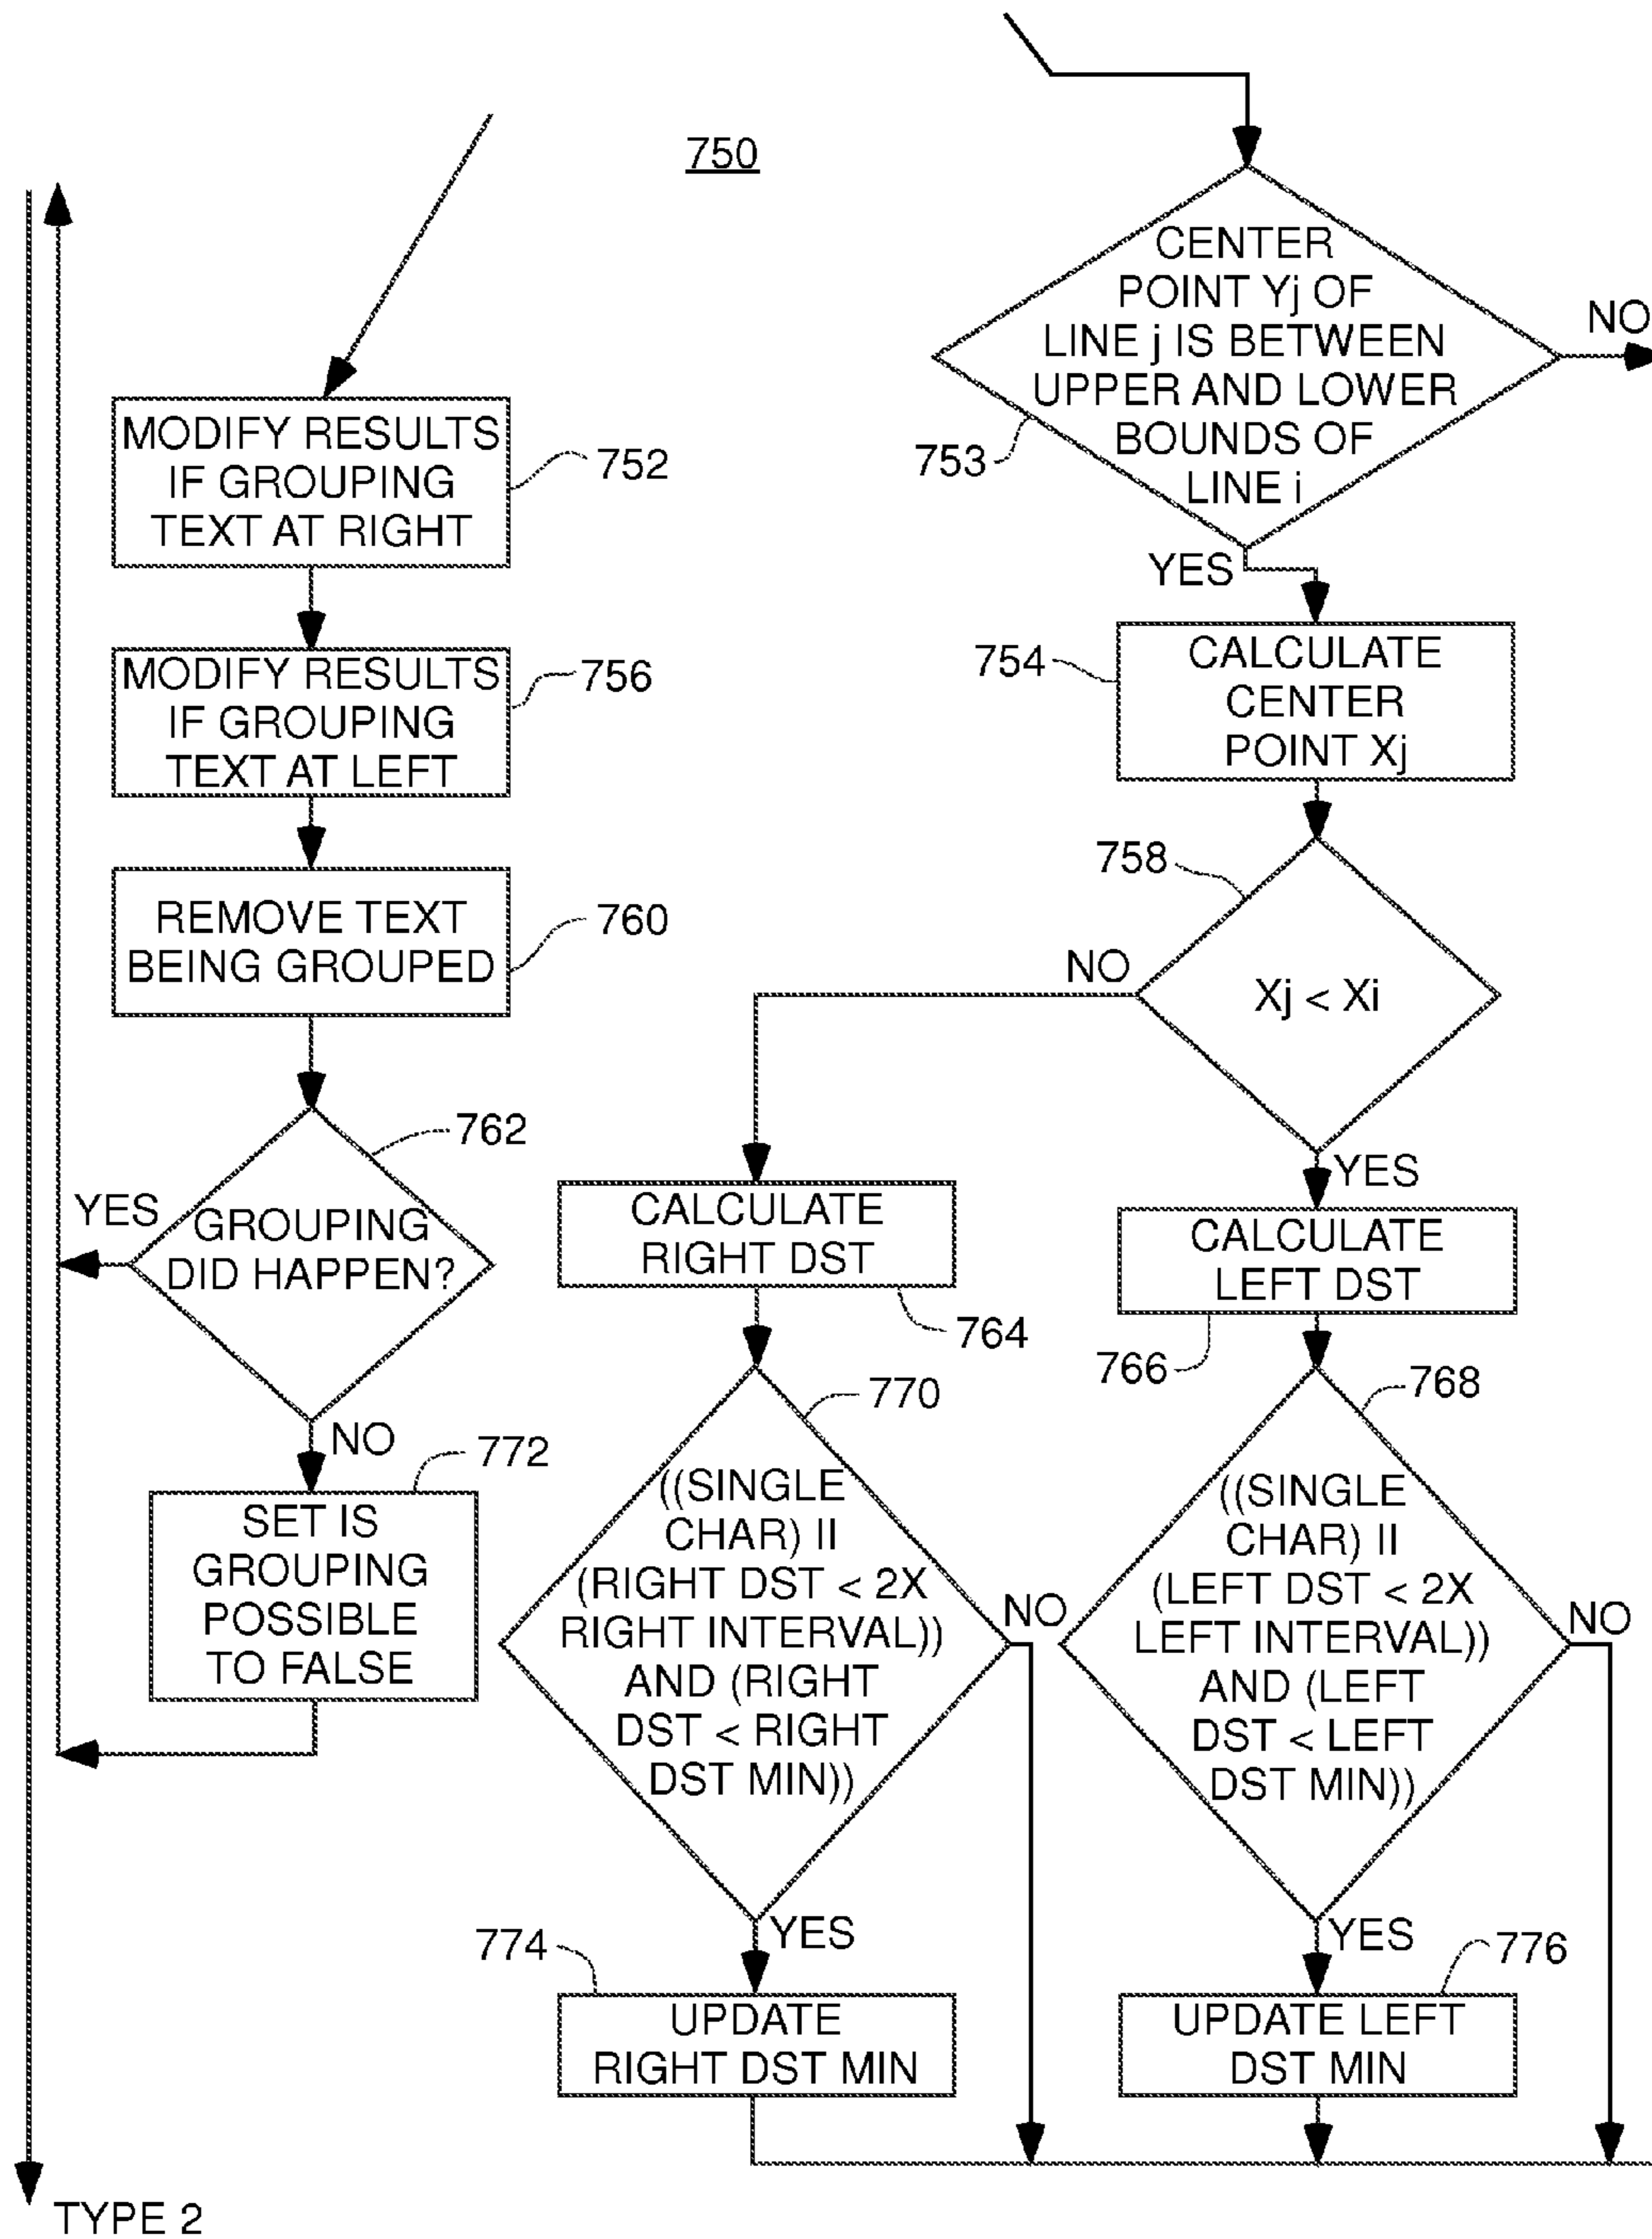 750
CENTER
POINT Yj OF
LINE j IS BETWEEN
UPPER AND LOWER
BOUNDS OF
LINE i
NO
753
YES
MODIFY RESULTS
IF GROUPING
TEXT AT RIGHT
752
MODIFY RESULTS
IF GROUPING
TEXT AT LEFT
756
REMOVE TEXT
BEING GROUPED
760
762
YES
GROUPING
DID HAPPEN?
NO
772
SET IS
GROUPING
POSSIBLE
TO FALSE
754
CALCULATE
CENTER
POINT Xj
758
NO
Xj < Xi
YES
CALCULATE
RIGHT DST
764
CALCULATE
LEFT DST
766
770
((SINGLE
CHAR) II
(RIGHT DST < 2X
RIGHT INTERVAL))
AND (RIGHT
DST < RIGHT
DST MIN))
NO
YES
774
UPDATE
RIGHT DST MIN
768
((SINGLE
CHAR) II
(LEFT DST < 2X
LEFT INTERVAL))
AND (LEFT
DST < LEFT
DST MIN))
NO
YES
776
UPDATE LEFT
DST MIN
TYPE 2